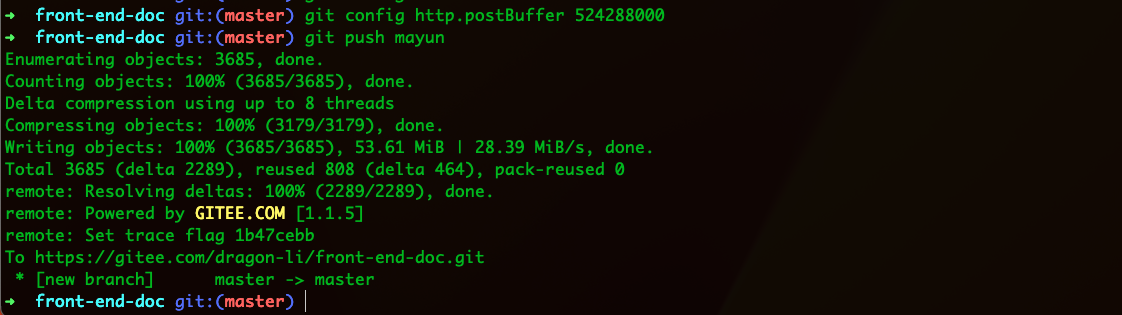 ➜ front-end-doc git:(master) git config http.postBuffer 524288000
➜ front-end-doc git:(master) git push mayun
Enumerating objects: 3685, done.
Counting objects: 100% (3685/3685), done.
Delta compression using up to 8 threads
Compressing objects: 100% (3179/3179), done.
Writing objects: 100% (3685/3685), 53.61 MiB | 28.39 MiB/s, done.
Total 3685 (delta 2289), reused 808 (delta 464), pack-reused 0
remote: Resolving deltas: 100% (2289/2289), done.
remote: Powered by GITEE.COM [1.1.5]
remote: Set trace flag 1b47cebb
To https://gitee.com/dragon-li/front-end-doc.git
 * [new branch]      master -> master
➜ front-end-doc git:(master)